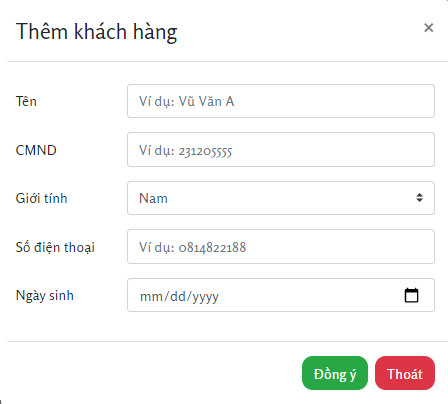 Thêm khách hàng
×
Tên
Ví dụ: Vũ Văn A
CMND
Ví dụ: 231205555
Giới tính
Nam
Số điện thoại
Ví dụ: 0814822188
Ngày sinh
mm/dd/yyyy
Đồng ý
Thoát